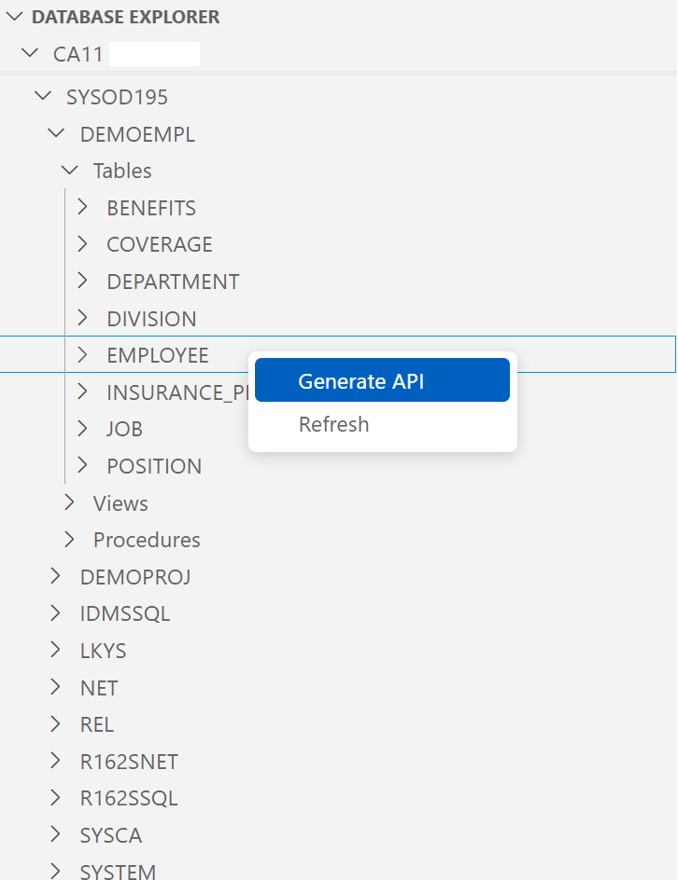 DATABASE EXPLORER
CA11
SYSOD195
DEMOEMPL
Tables
BENEFITS
COVERAGE
DEPARTMENT
DIVISION
EMPLOYEE
Generate API
INSURANCE_PI
Refresh
JOB
POSITION
Views
Procedures
DEMOPROJ
IDMSSQL
LKYS
NET
REL
R162SNET
R162SSQL
SYSCA
SYSTEM